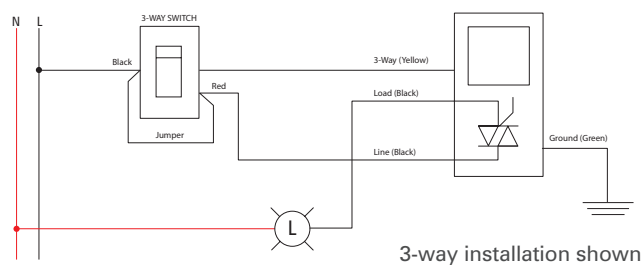 3-WAY SWITCH
N L
Black
3-Way (Yellow)
Red
Load (Black)
Jumper
Ground (Green)
Line (Black)
L
3-way installation shown